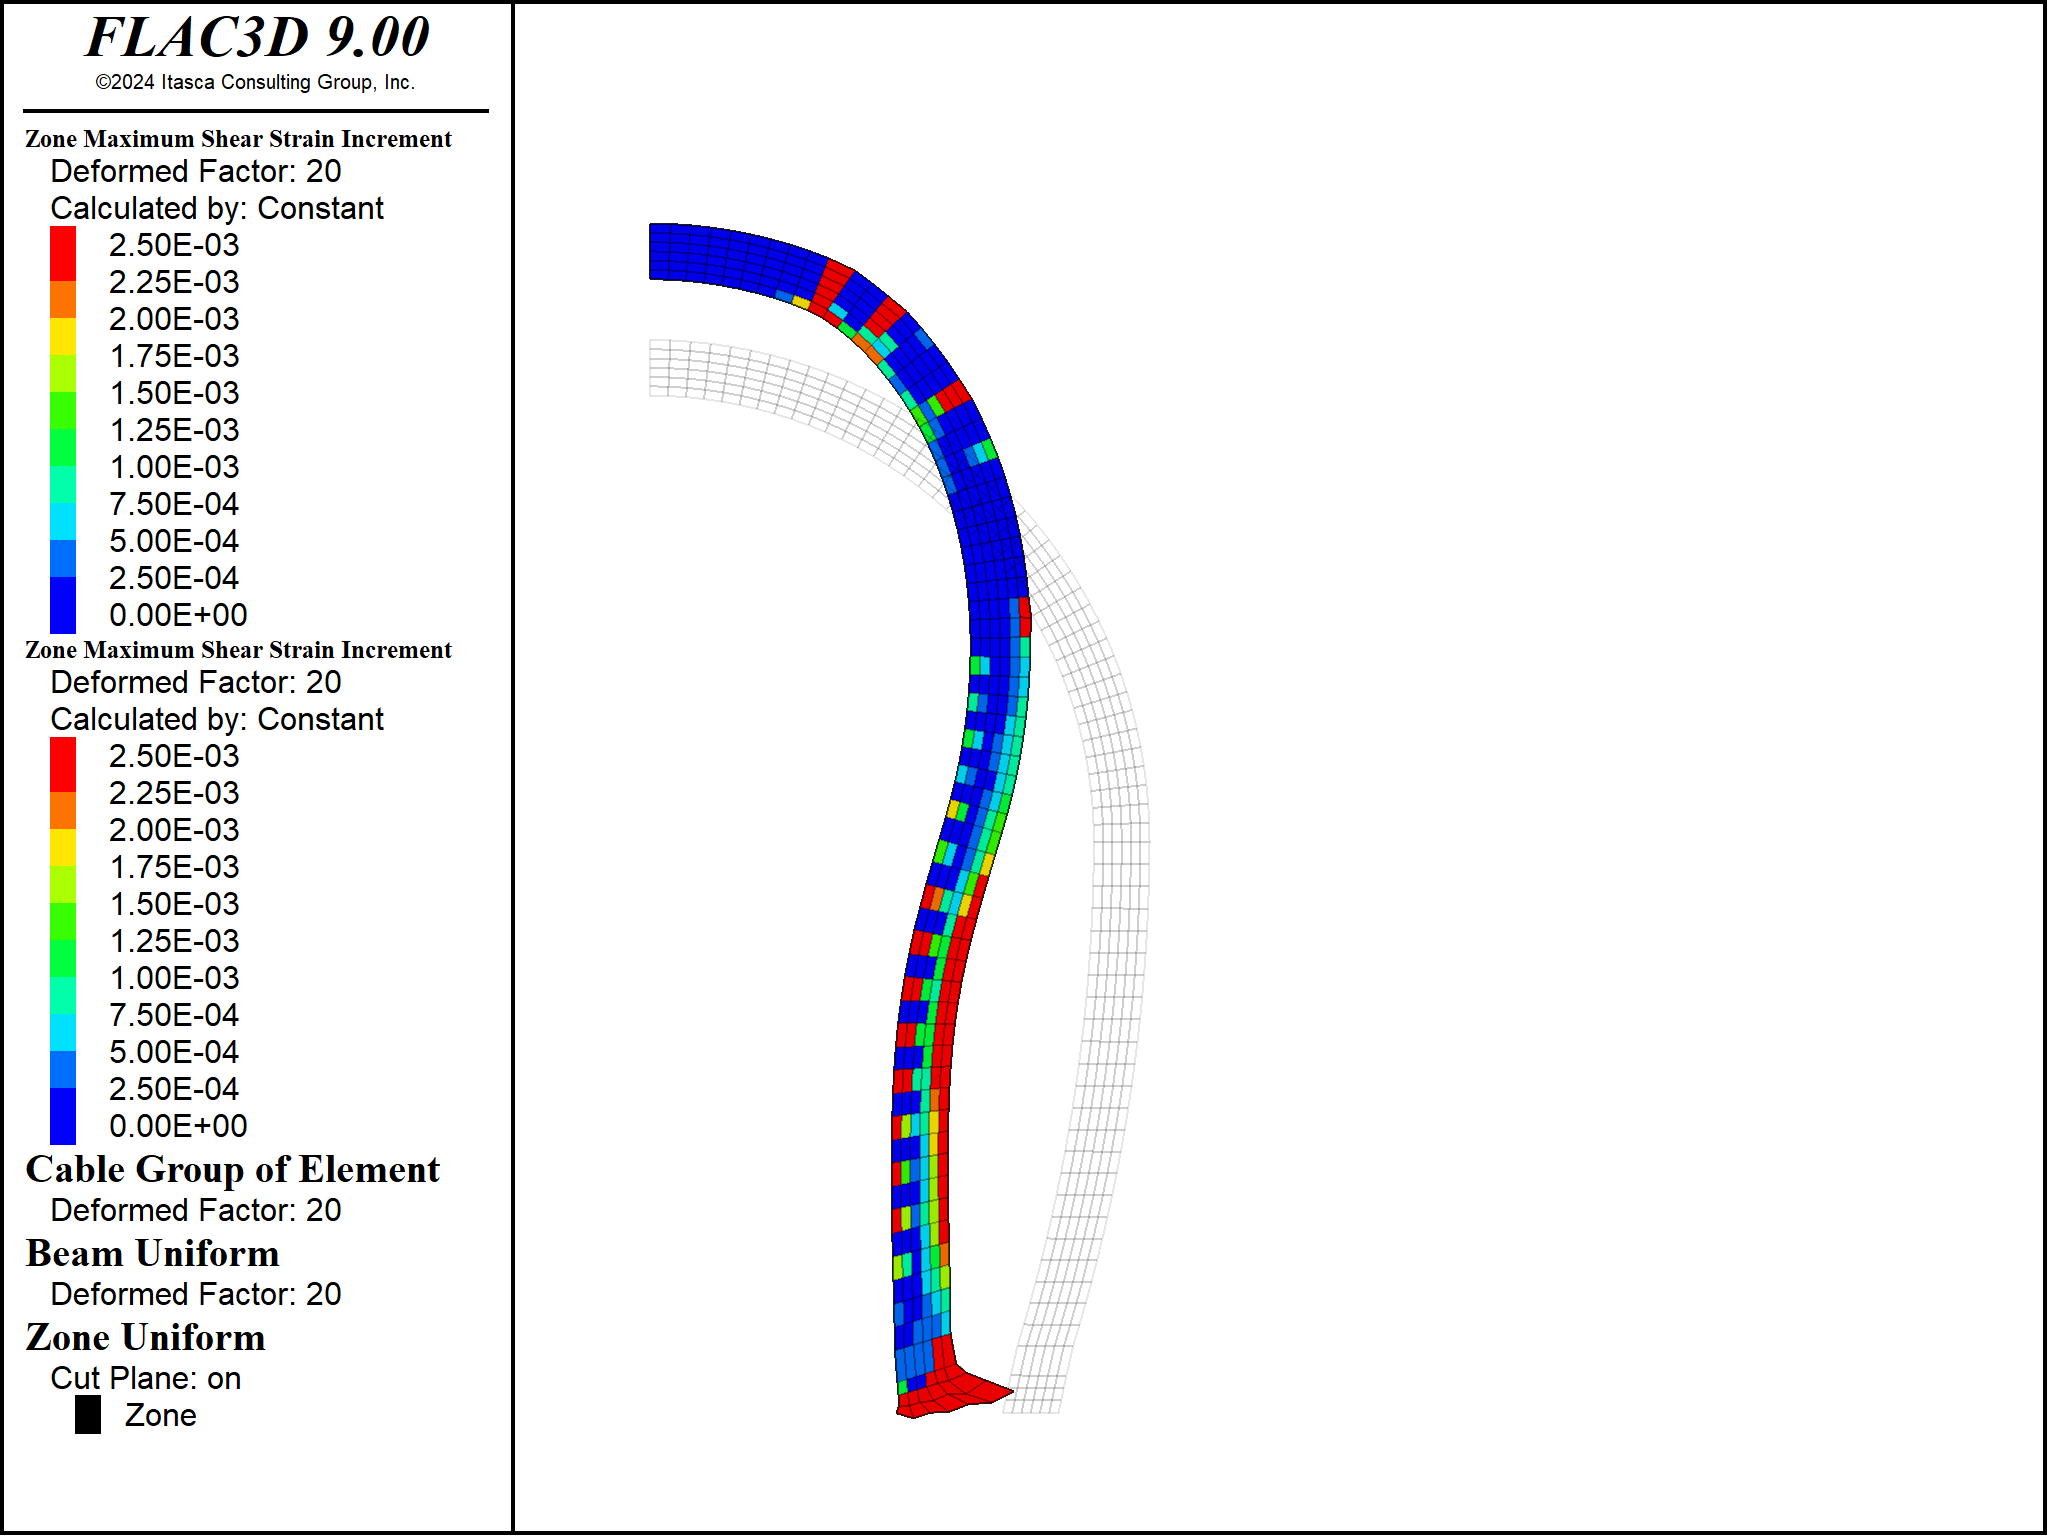 FLAC3D 9.00
©2024 Itasca Consulting Group, Inc.
Zone Maximum Shear Strain Increment
Deformed Factor: 20
Calculated by: Constant
2.50E-03
2.25E-03
2.00E-03
1.75E-03
1.50E-03
1.25E-03
1.00E-03
7.50E-04
5.00E-04
2.50E-04
0.00E+00
Zone Maximum Shear Strain Increment
Deformed Factor: 20
Calculated by: Constant
2.50E-03
2.25E-03
2.00E-03
1.75E-03
1.50E-03
1.25E-03
1.00E-03
7.50E-04
5.00E-04
2.50E-04
0.00E+00
Cable Group of Element
Deformed Factor: 20
Beam Uniform
Deformed Factor: 20
Zone Uniform
Cut Plane: on
Zone